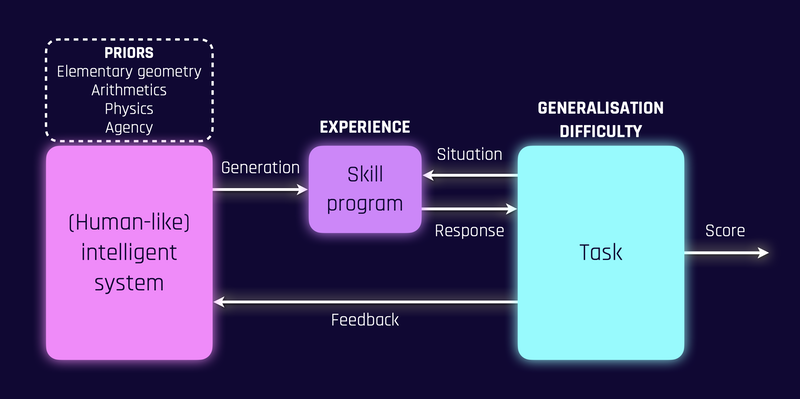 PRIORS
Elementary geometry
Arithmetics
Physics
Agency
(Human-like)
intelligent
system
Generation
EXPERIENCE
Skill
program
Situation
Response
Feedback
GENERALISATION
DIFFICULTY
Task
Score